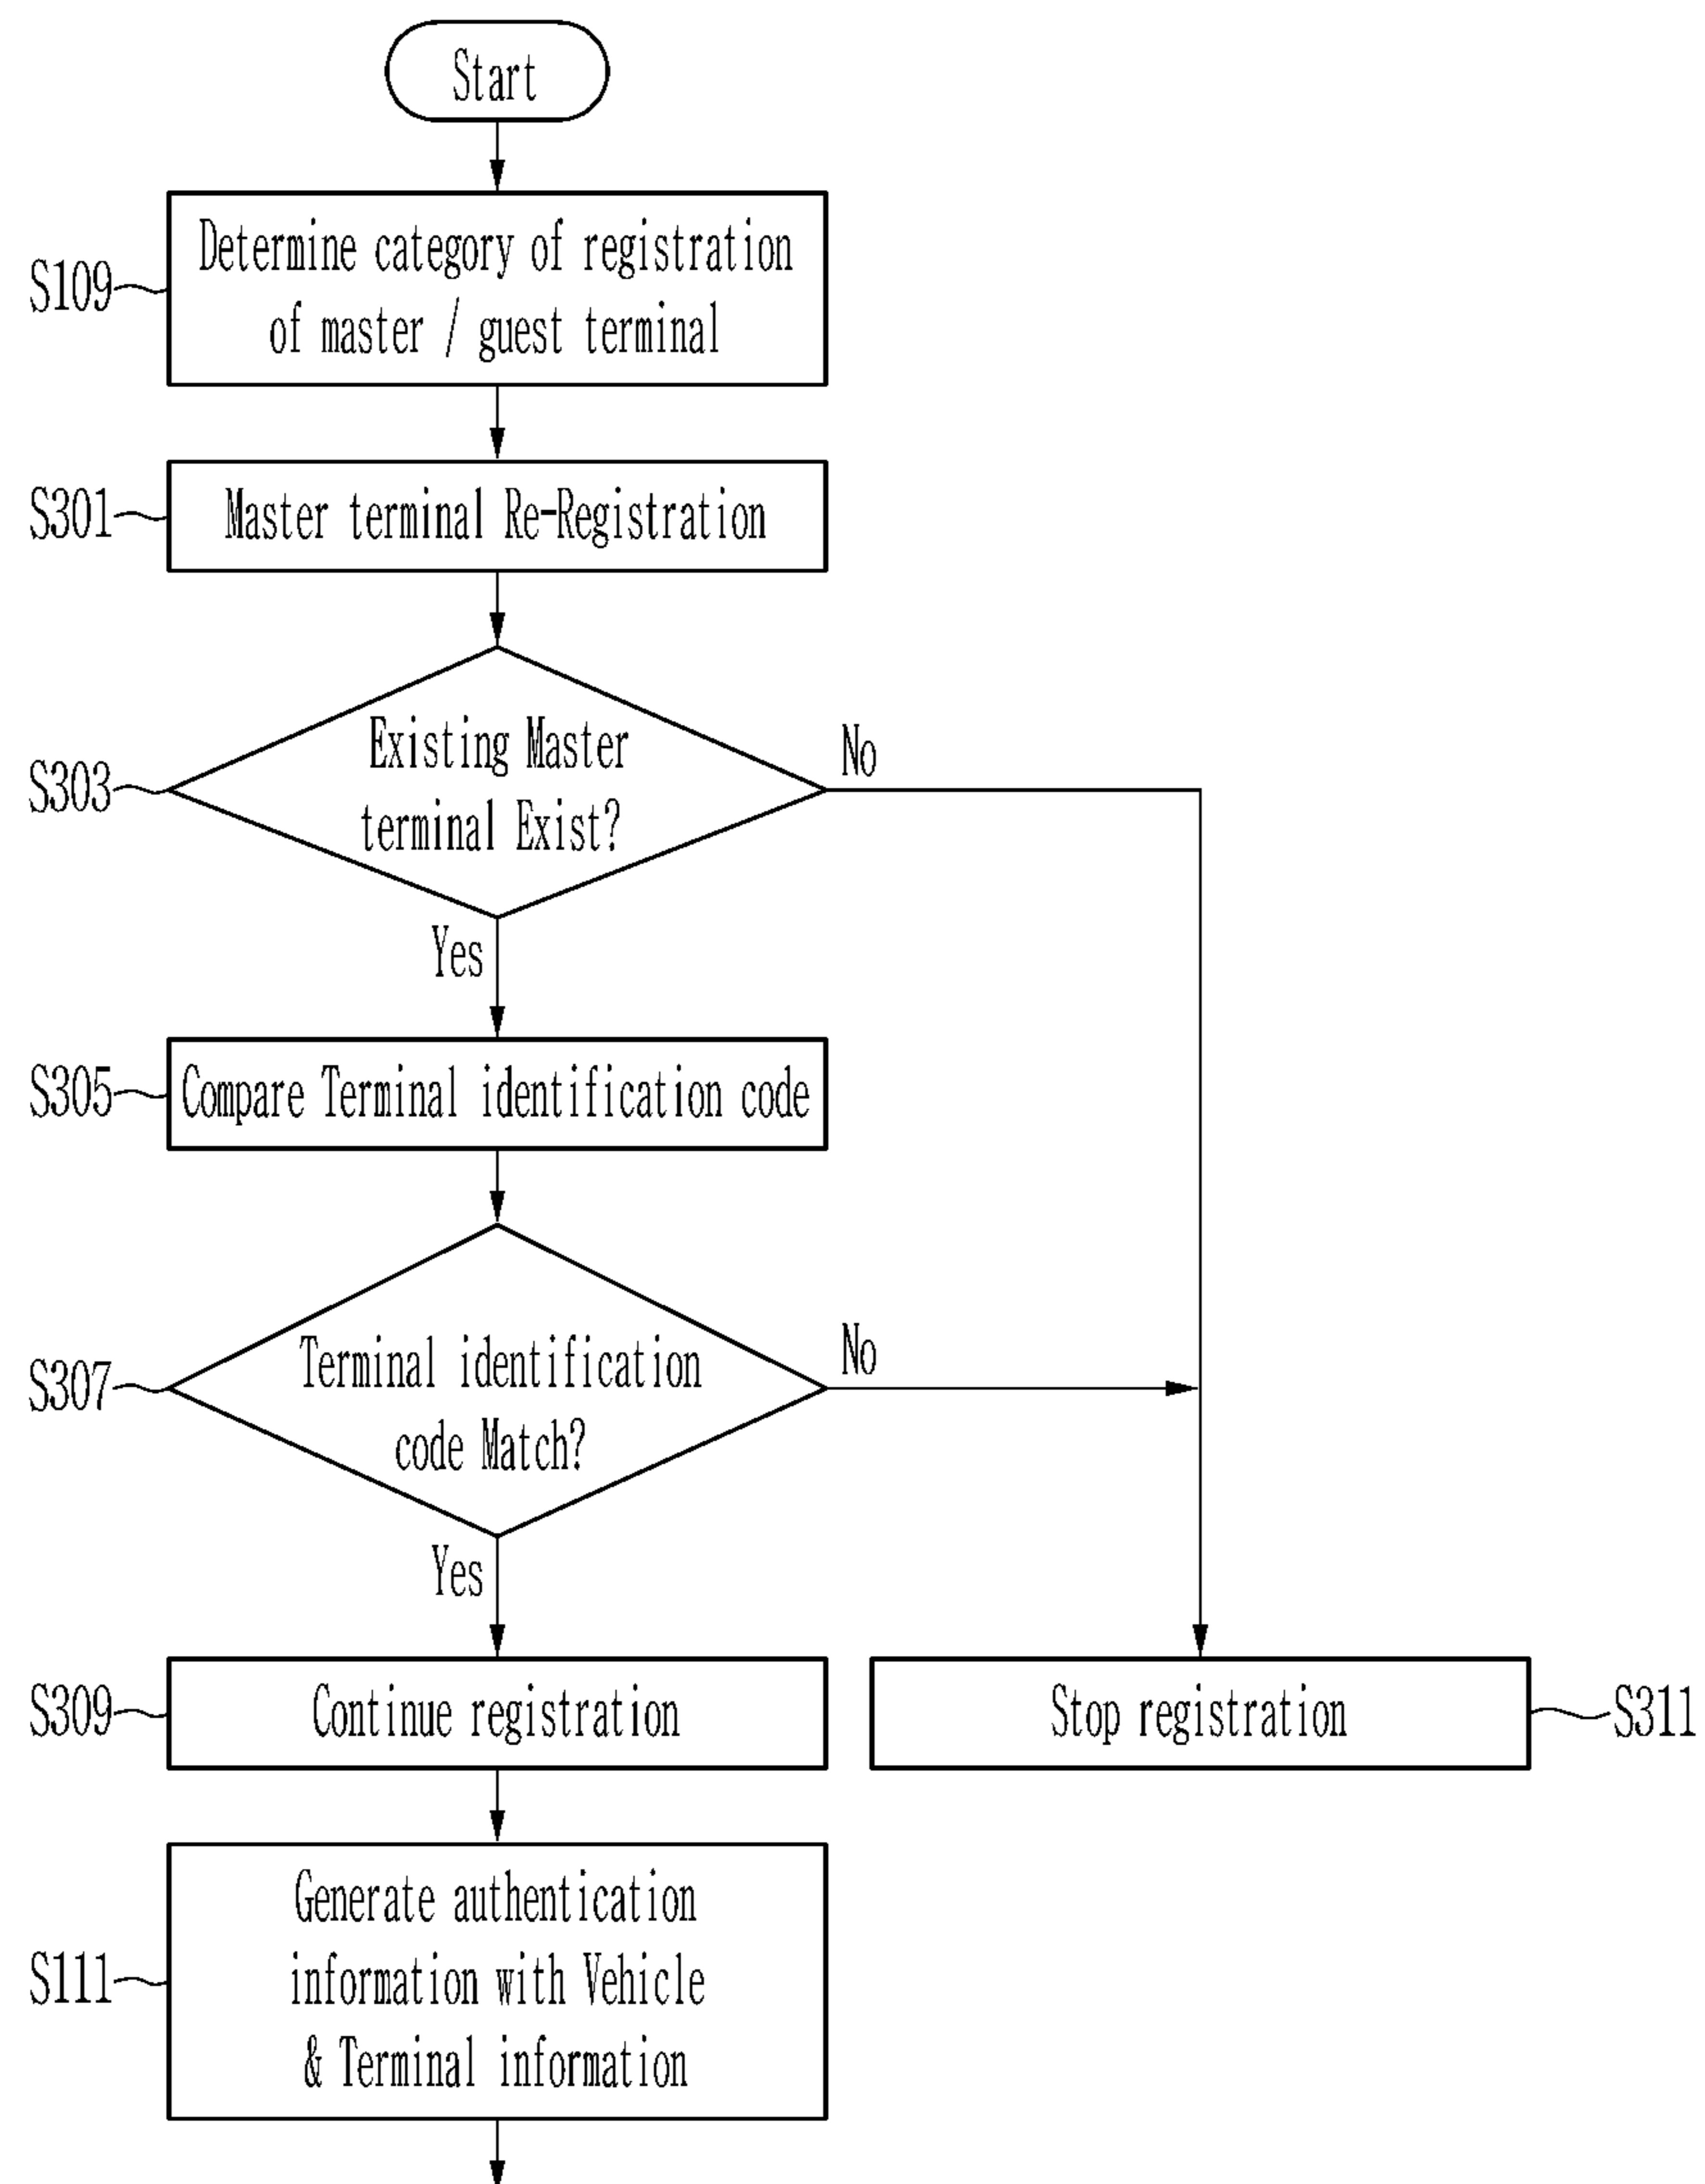 Start
S109
Determine category of registration
of master / guest terminal
S301
Master terminal Re-Registration
S303
Existing Master
terminal Exist?
No
Yes
S305
Compare Terminal identification code
S307
Terminal identification
code Match?
No
Yes
S309
Continue registration
Stop registration
S311
S111
Generate authentication
information with Vehicle
& Terminal information